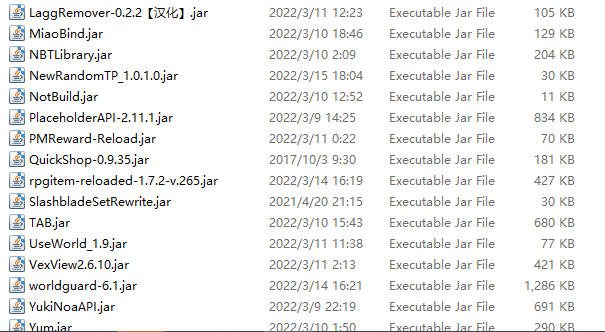 LaggRemover-0.2.2【汉化】.jar 2022/3/11 12:23 Executable Jar File 105 KB
MiaoBind.jar 2022/3/10 18:46 Executable Jar File 129 KB
NBTLibrary.jar 2022/3/10 2:09 Executable Jar File 204 KB
NewRandomTP_1.0.1.0.jar 2022/3/15 18:04 Executable Jar File 30 KB
NotBuild.jar 2022/3/10 12:52 Executable Jar File 11 KB
PlaceholderAPI-2.11.1.jar 2022/3/9 14:25 Executable Jar File 834 KB
PMReward-Reload.jar 2022/3/11 0:22 Executable Jar File 70 KB
QuickShop-0.9.35.jar 2017/10/3 9:30 Executable Jar File 181 KB
rpgitem-reloaded-1.7.2-v.265.jar 2022/3/14 16:19 Executable Jar File 427 KB
SlashbladeSetRewrite.jar 2021/4/20 21:15 Executable Jar File 30 KB
TAB.jar 2022/3/10 15:43 Executable Jar File 680 KB
UseWorld_1.9.jar 2022/3/11 11:38 Executable Jar File 77 KB
VexView2.6.10.jar 2022/3/11 2:13 Executable Jar File 421 KB
worldguard-6.1.jar 2022/3/14 16:21 Executable Jar File 1,286 KB
YukiNoaAPI.jar 2022/3/9 22:19 Executable Jar File 691 KB
Yum.jar 2022/3/10 1:50 Executable Jar File 290 KB